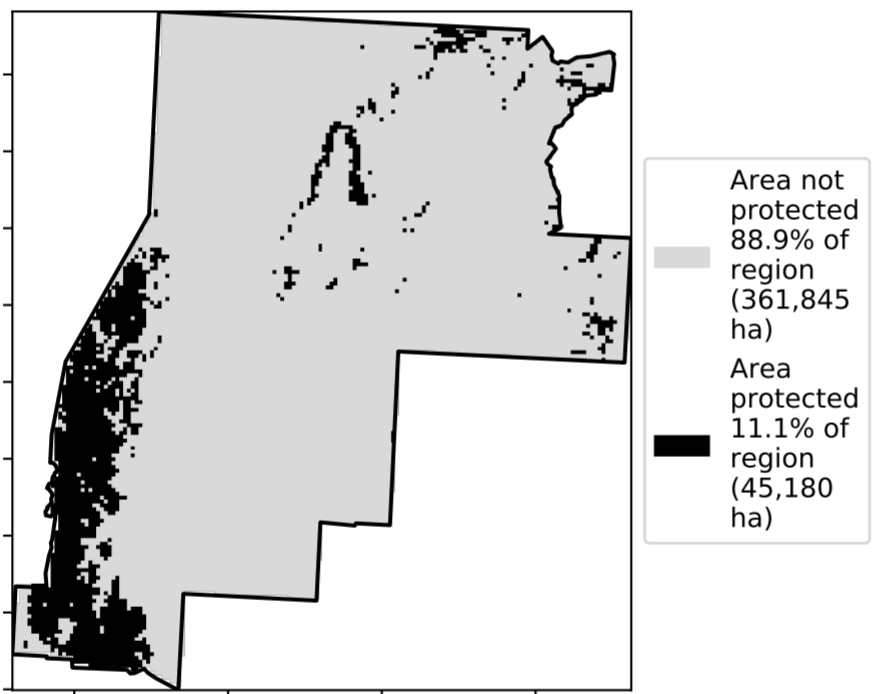 Area not
protected
88.9% of
region
(361,845
ha)
Area
protected
11.1% of
region
(45,180
ha)